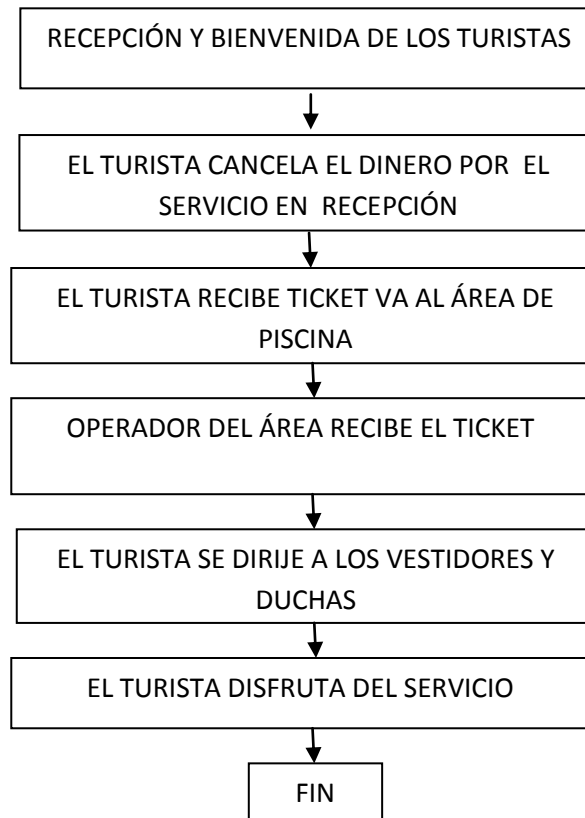 RECEPCIÓN Y BIENVENIDA DE LOS TURISTAS
EL TURISTA CANCELA EL DINERO POR EL
SERVICIO EN RECEPCIÓN
EL TURISTA RECIBE TICKET VA AL ÁREA DE
PISCINA
OPERADOR DEL ÁREA RECIBE EL TICKET
EL TURISTA SE DIRIJE A LOS VESTIDORES Y
DUCHAS
EL TURISTA DISFRUTA DEL SERVICIO
FIN